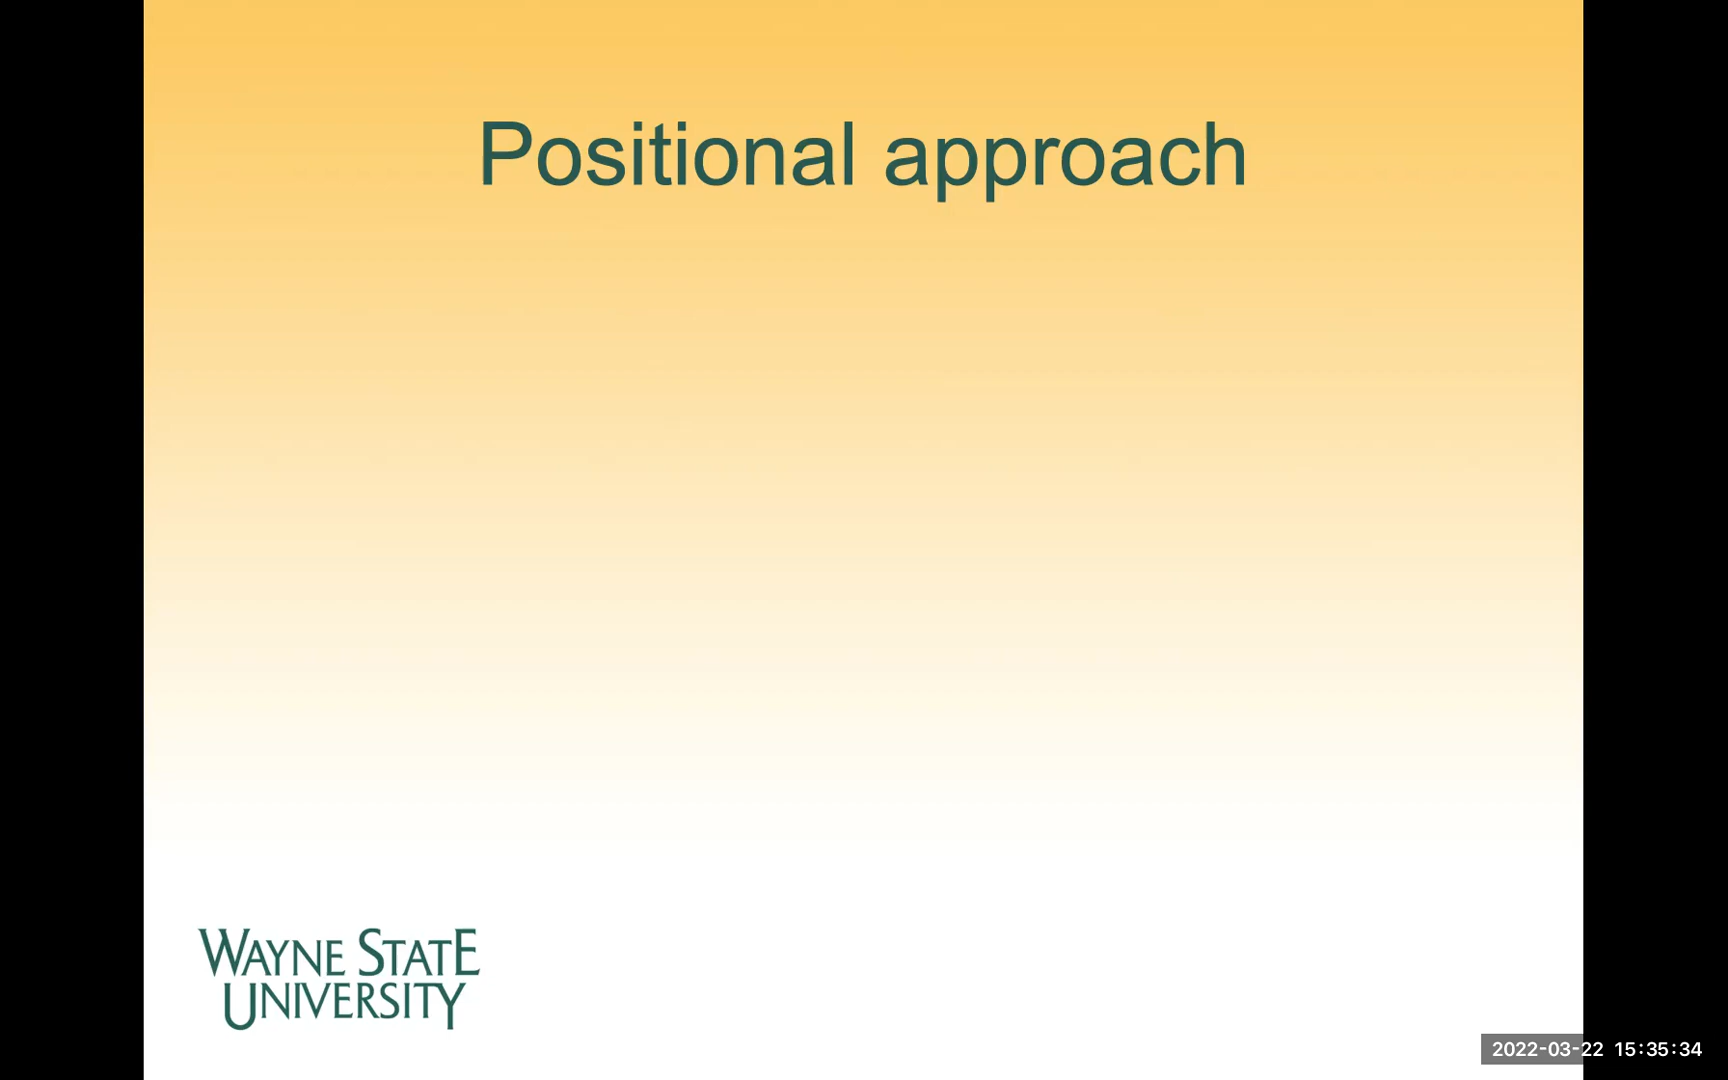 Positional approach
WAYNE STATE
UNIVERSITY
2022-03-22 15:35:34